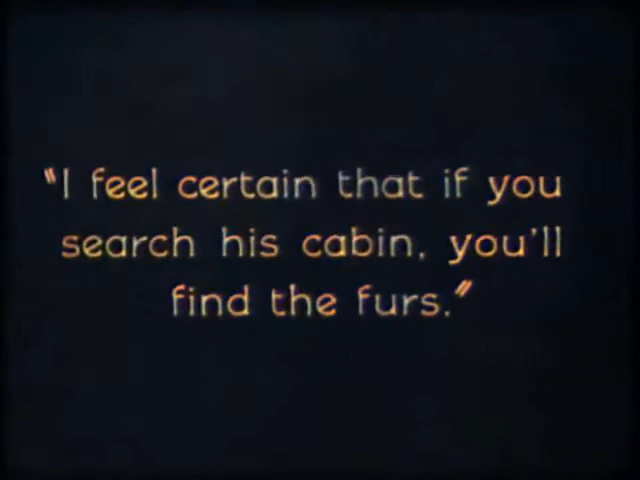 "I feel certain that if you
search his cabin, you'll
find the furs."